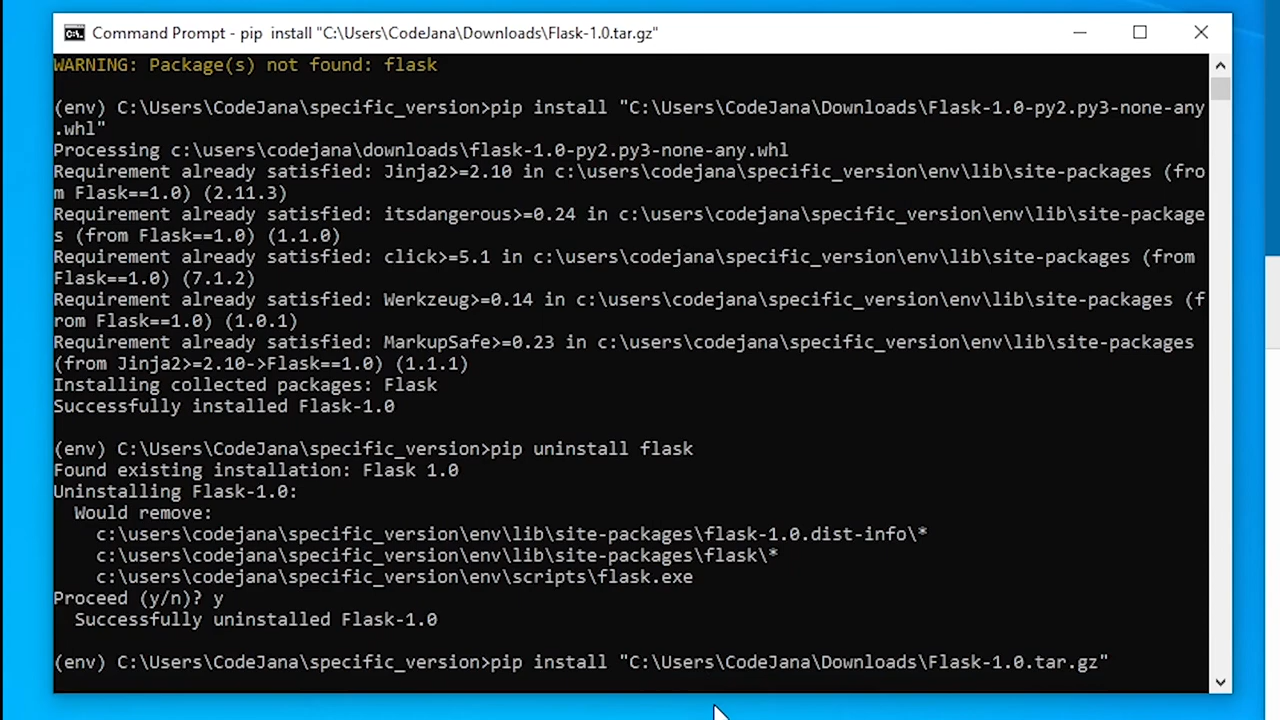 Command Prompt - pip  install "C:\Users\CodeJana\Downloads\Flask-1.0.tar.gz"
WARNING: Package(s) not found: flask
(env) C:\Users\CodeJana\specific_version>pip install "C:\Users\CodeJana\Downloads\Flask-1.0-py2.py3-none-any
.whl"
Processing c:\users\codejana\downloads\flask-1.0-py2.py3-none-any.whl
Requirement already satisfied: Jinja2>=2.10 in c:\users\codejana\specific_version\env\lib\site-packages (fro
m Flask==1.0) (2.11.3)
Requirement already satisfied: itsdangerous>=0.24 in c:\users\codejana\specific_version\env\lib\site-package
s (from Flask==1.0) (1.1.0)
Requirement already satisfied: click>=5.1 in c:\users\codejana\specific_version\env\lib\site-packages (from
Flask==1.0) (7.1.2)
Requirement already satisfied: Werkzeug>=0.14 in c:\users\codejana\specific_version\env\lib\site-packages (f
rom Flask==1.0) (1.0.1)
Requirement already satisfied: MarkupSafe>=0.23 in c:\users\codejana\specific_version\env\lib\site-packages
(from Jinja2>=2.10->Flask==1.0) (1.1.1)
Installing collected packages: Flask
Successfully installed Flask-1.0
(env) C:\Users\CodeJana\specific_version>pip uninstall flask
Found existing installation: Flask 1.0
Uninstalling Flask-1.0:
  Would remove:
    c:\users\codejana\specific_version\env\lib\site-packages\flask-1.0.dist-info\*
    c:\users\codejana\specific_version\env\lib\site-packages\flask\*
    c:\users\codejana\specific_version\env\scripts\flask.exe
Proceed (y/n)? y
  Successfully uninstalled Flask-1.0
(env) C:\Users\CodeJana\specific_version>pip install "C:\Users\CodeJana\Downloads\Flask-1.0.tar.gz"